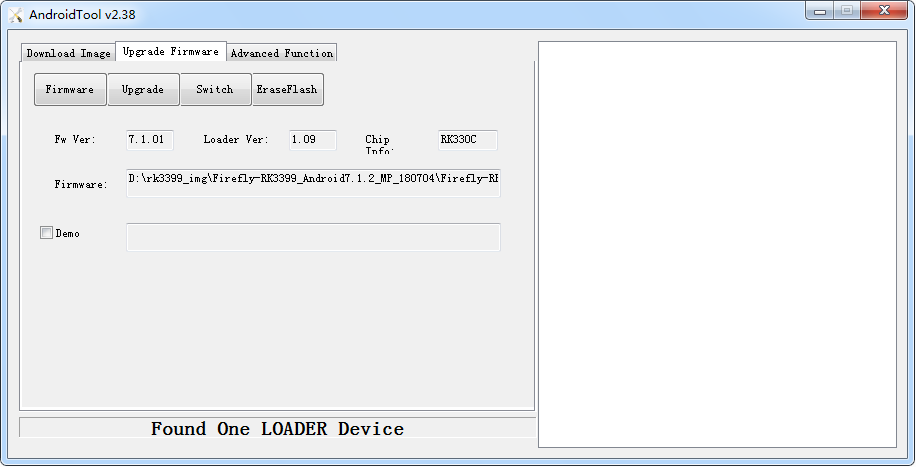 AndroidTool v2.38
Download Image Upgrade Firmware Advanced Function
Firmware Upgrade Switch EraseFlash
Fw Ver: 7.1.01 Loader Ver: 1.09 Chip Info: RK330C
Firmware: D:\rk3399_img\Firefly-RK3399_Android7.1.2_MP_180704\Firefly-RK
Demo
Found One LOADER Device